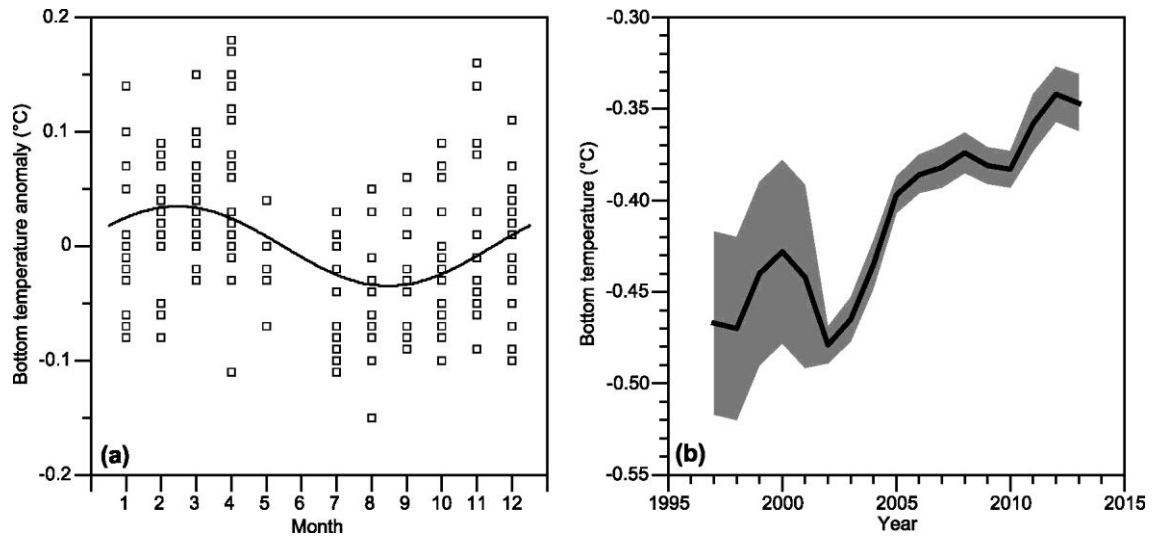 0.2
0.1
0
-0.1
-0.2
Bottom temperature anomaly (°C)
(a)
1 2 3 4 5 7 8 9 10 11 12
Month
-0.30
-0.35
-0.40
-0.45
-0.50
-0.55
Bottom temperature (°C)
(b)
1995 2000 2005 2010 2015
Year